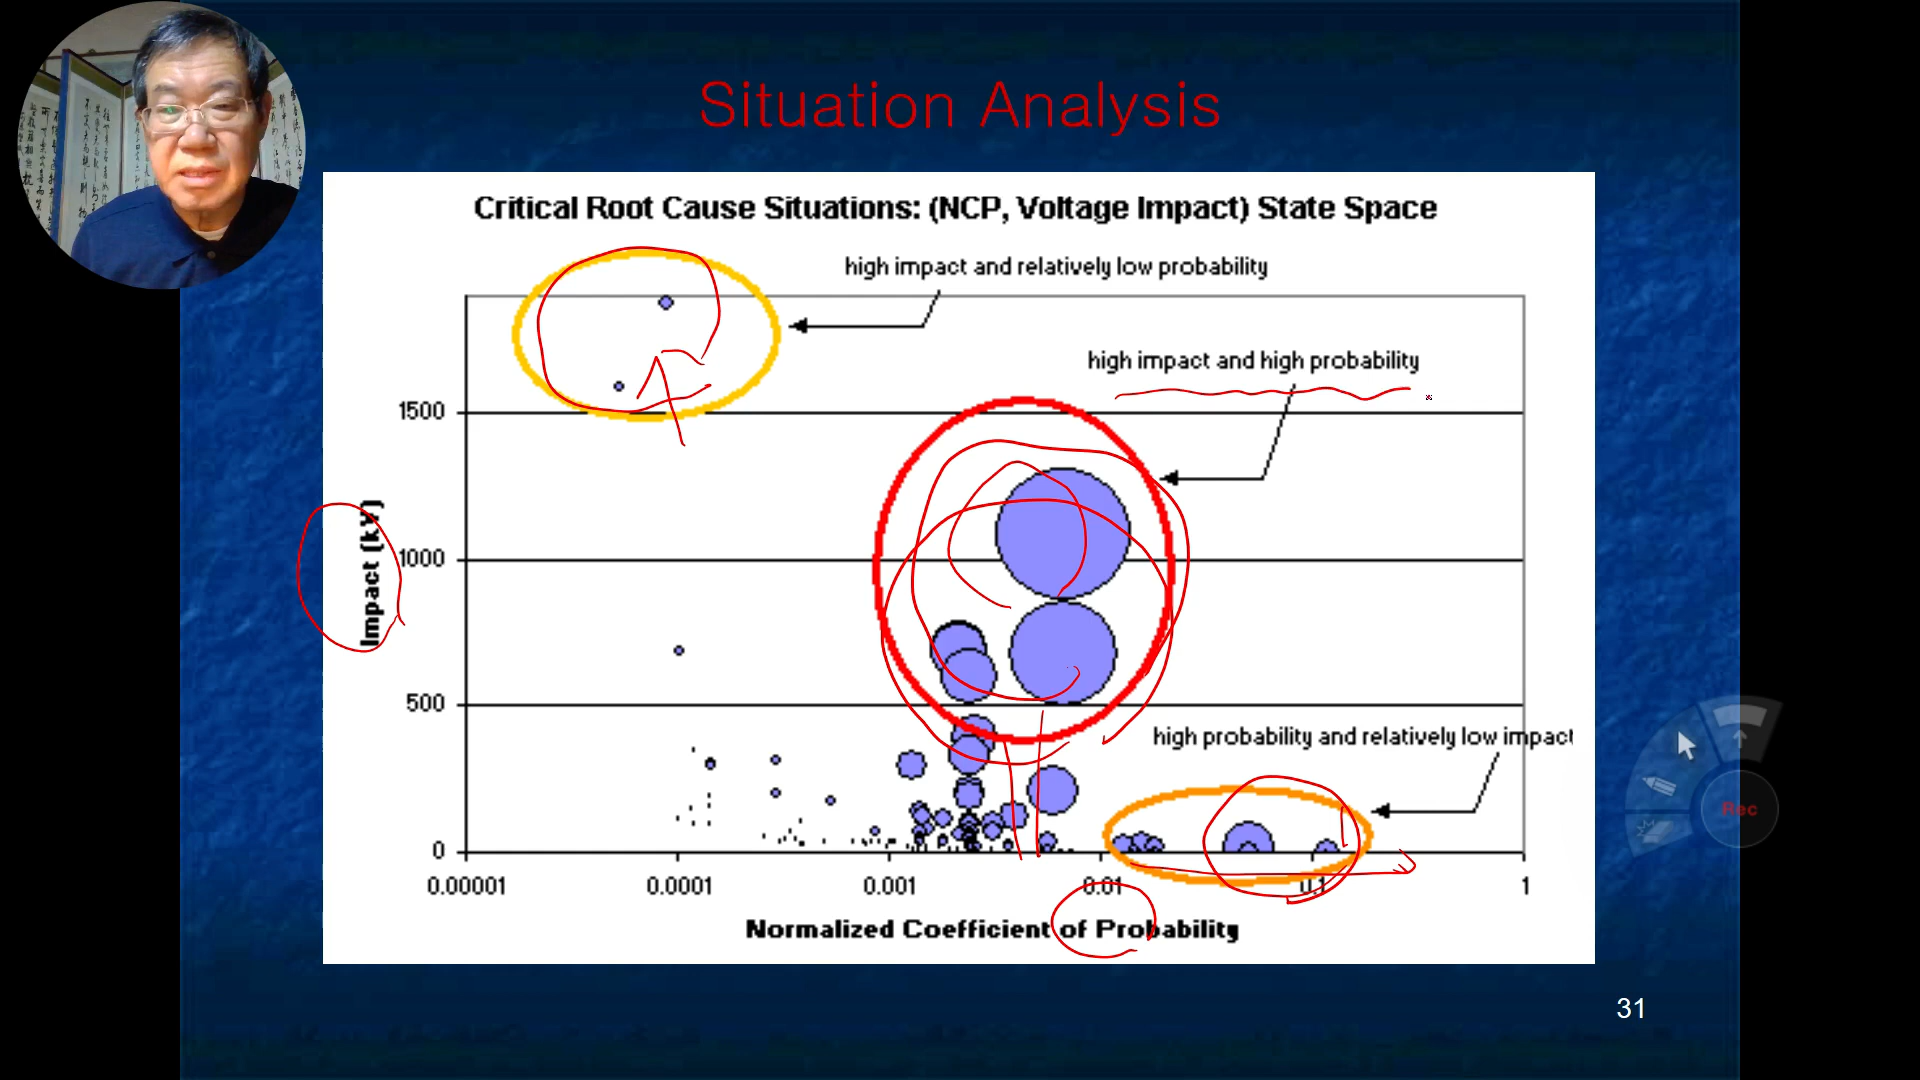 Situation Analysis
Critical Root Cause Situations: (NCP, Voltage Impact) State Space
high impact and relatively low probability
high impact and high probability
1500
Impact (kV)
1000
500
high probability and relatively low impact
0
0.00001
0.0001
0.001
0.01
0.1
1
Normalized Coefficient of Probability
Rec
31